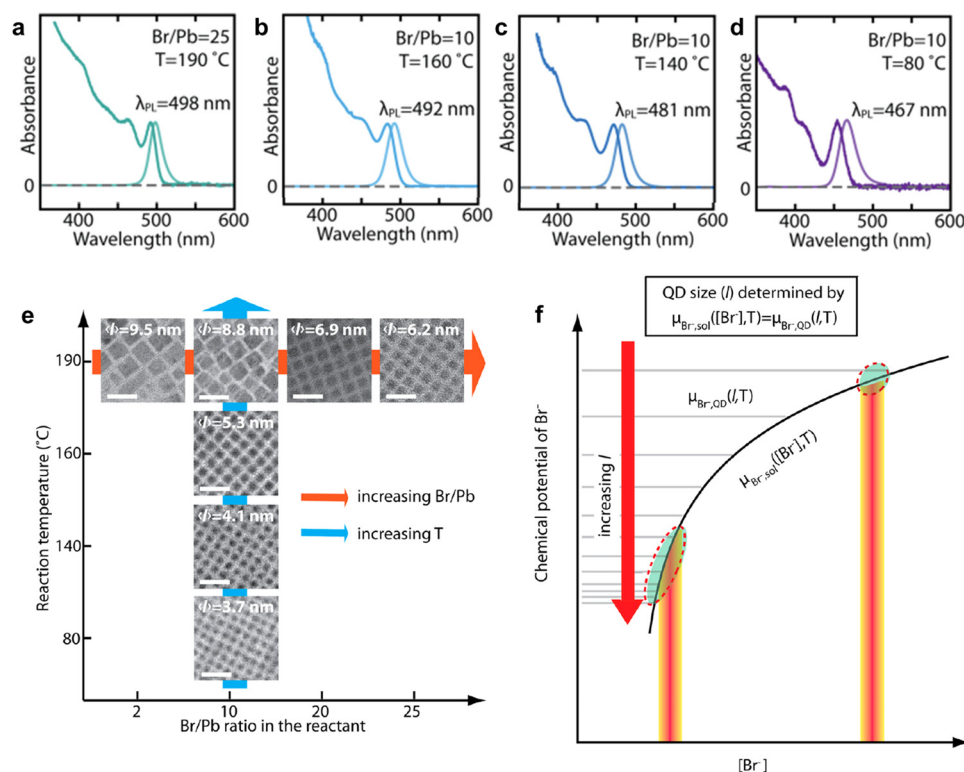 a
Br/Pb=25
T=190 ˚C
λPL=498 nm
Absorbance
0
400
500
600
Wavelength (nm)
b
Br/Pb=10
T=160 ˚C
λPL=492 nm
Absorbance
0
400
500
600
Wavelength (nm)
c
Br/Pb=10
T=140 ˚C
λPL=481 nm
Absorbance
0
400
500
600
Wavelength (nm)
d
Br/Pb=10
T=80 ˚C
λPL=467 nm
Absorbance
0
400
500
600
Wavelength (nm)
e
Reaction temperature (˚C)
190
160
140
80
=9.5 nm
=8.8 nm
=6.9 nm
=6.2 nm
=5.3 nm
=4.1 nm
=3.7 nm
increasing Br/Pb
increasing T
2
10
20
25
Br/Pb ratio in the reactant
f
QD size (l) determined by
μBr-,sol([Br],T)=μBr-,QD(l,T)
Chemical potential of Br-
increasing l
μBr-,QD(l,T)
μBr-,sol([Br],T)
[Br-]